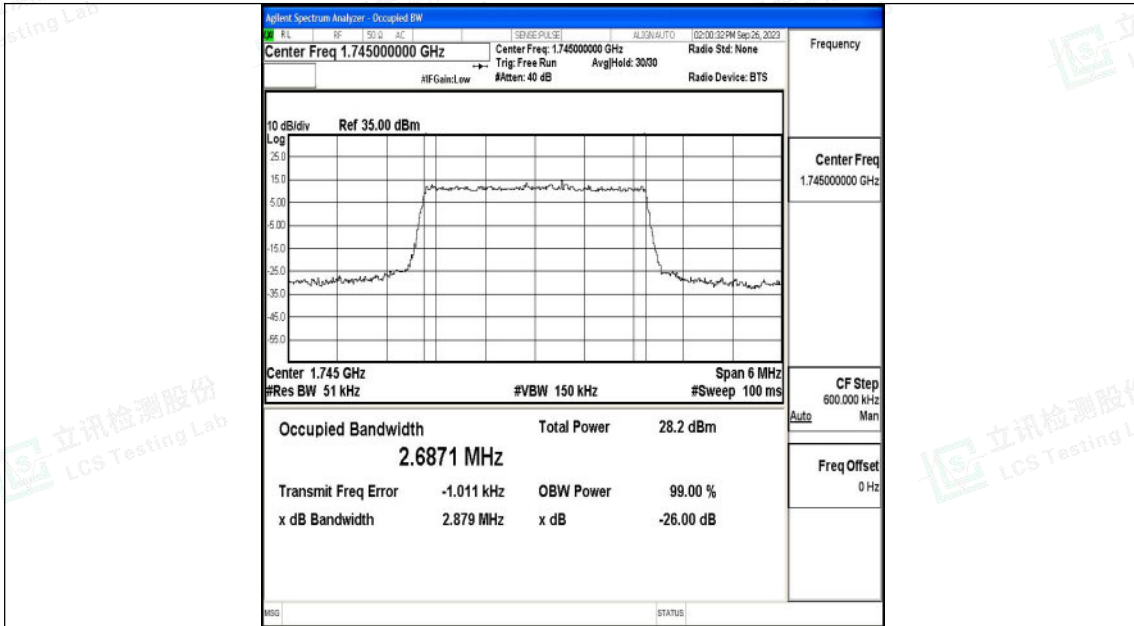 Agilent Spectrum Analyzer - Occupied BW
RL RF 50 Ω AC SENSE:PULSE ALIGNAUTO 02:00:32 PM Sep 26, 2023
Center Freq 1.745000000 GHz
Center Freq: 1.745000000 GHz
Radio Std: None
Trig: Free Run Avg|Hold: 30/30
#IFGain:Low
#Atten: 40 dB
Radio Device: BTS
10 dB/div Ref 35.00 dBm
Log
25.0
15.0
5.00
-5.00
-15.0
-25.0
-35.0
-45.0
-55.0
Center 1.745 GHz Span 6 MHz
#Res BW 51 kHz #VBW 150 kHz #Sweep 100 ms
Occupied Bandwidth Total Power 28.2 dBm
2.6871 MHz
Transmit Freq Error -1.011 kHz OBW Power 99.00 %
x dB Bandwidth 2.879 MHz x dB -26.00 dB
MSG STATUS
Frequency
Center Freq
1.745000000 GHz
CF Step
600.000 kHz
Auto Man
Freq Offset
0 Hz
sting Lab
立讯检测股份
LCS Testing Lab
立讯检测股份
LCS Testing L